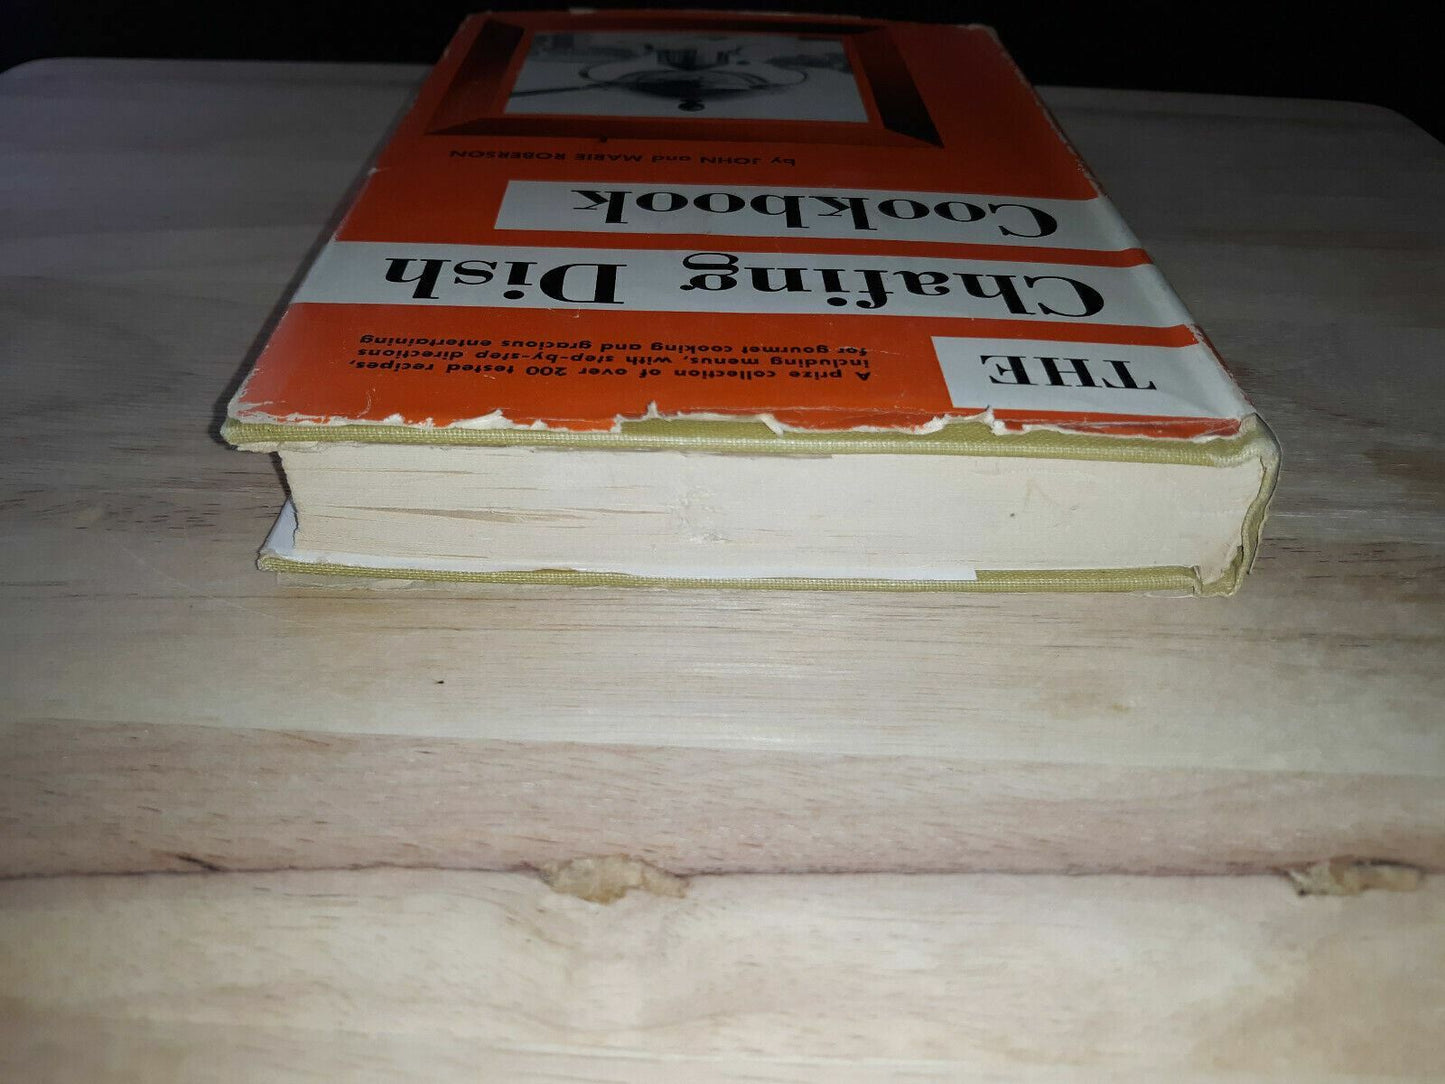 A prize collection of over 200 tested recipes,
including menus, with step-by-step directions
for gourmet cooking and gracious entertaining
THE
Chafing Dish
Cookbook
by JOHN and MARIE ROBERSON